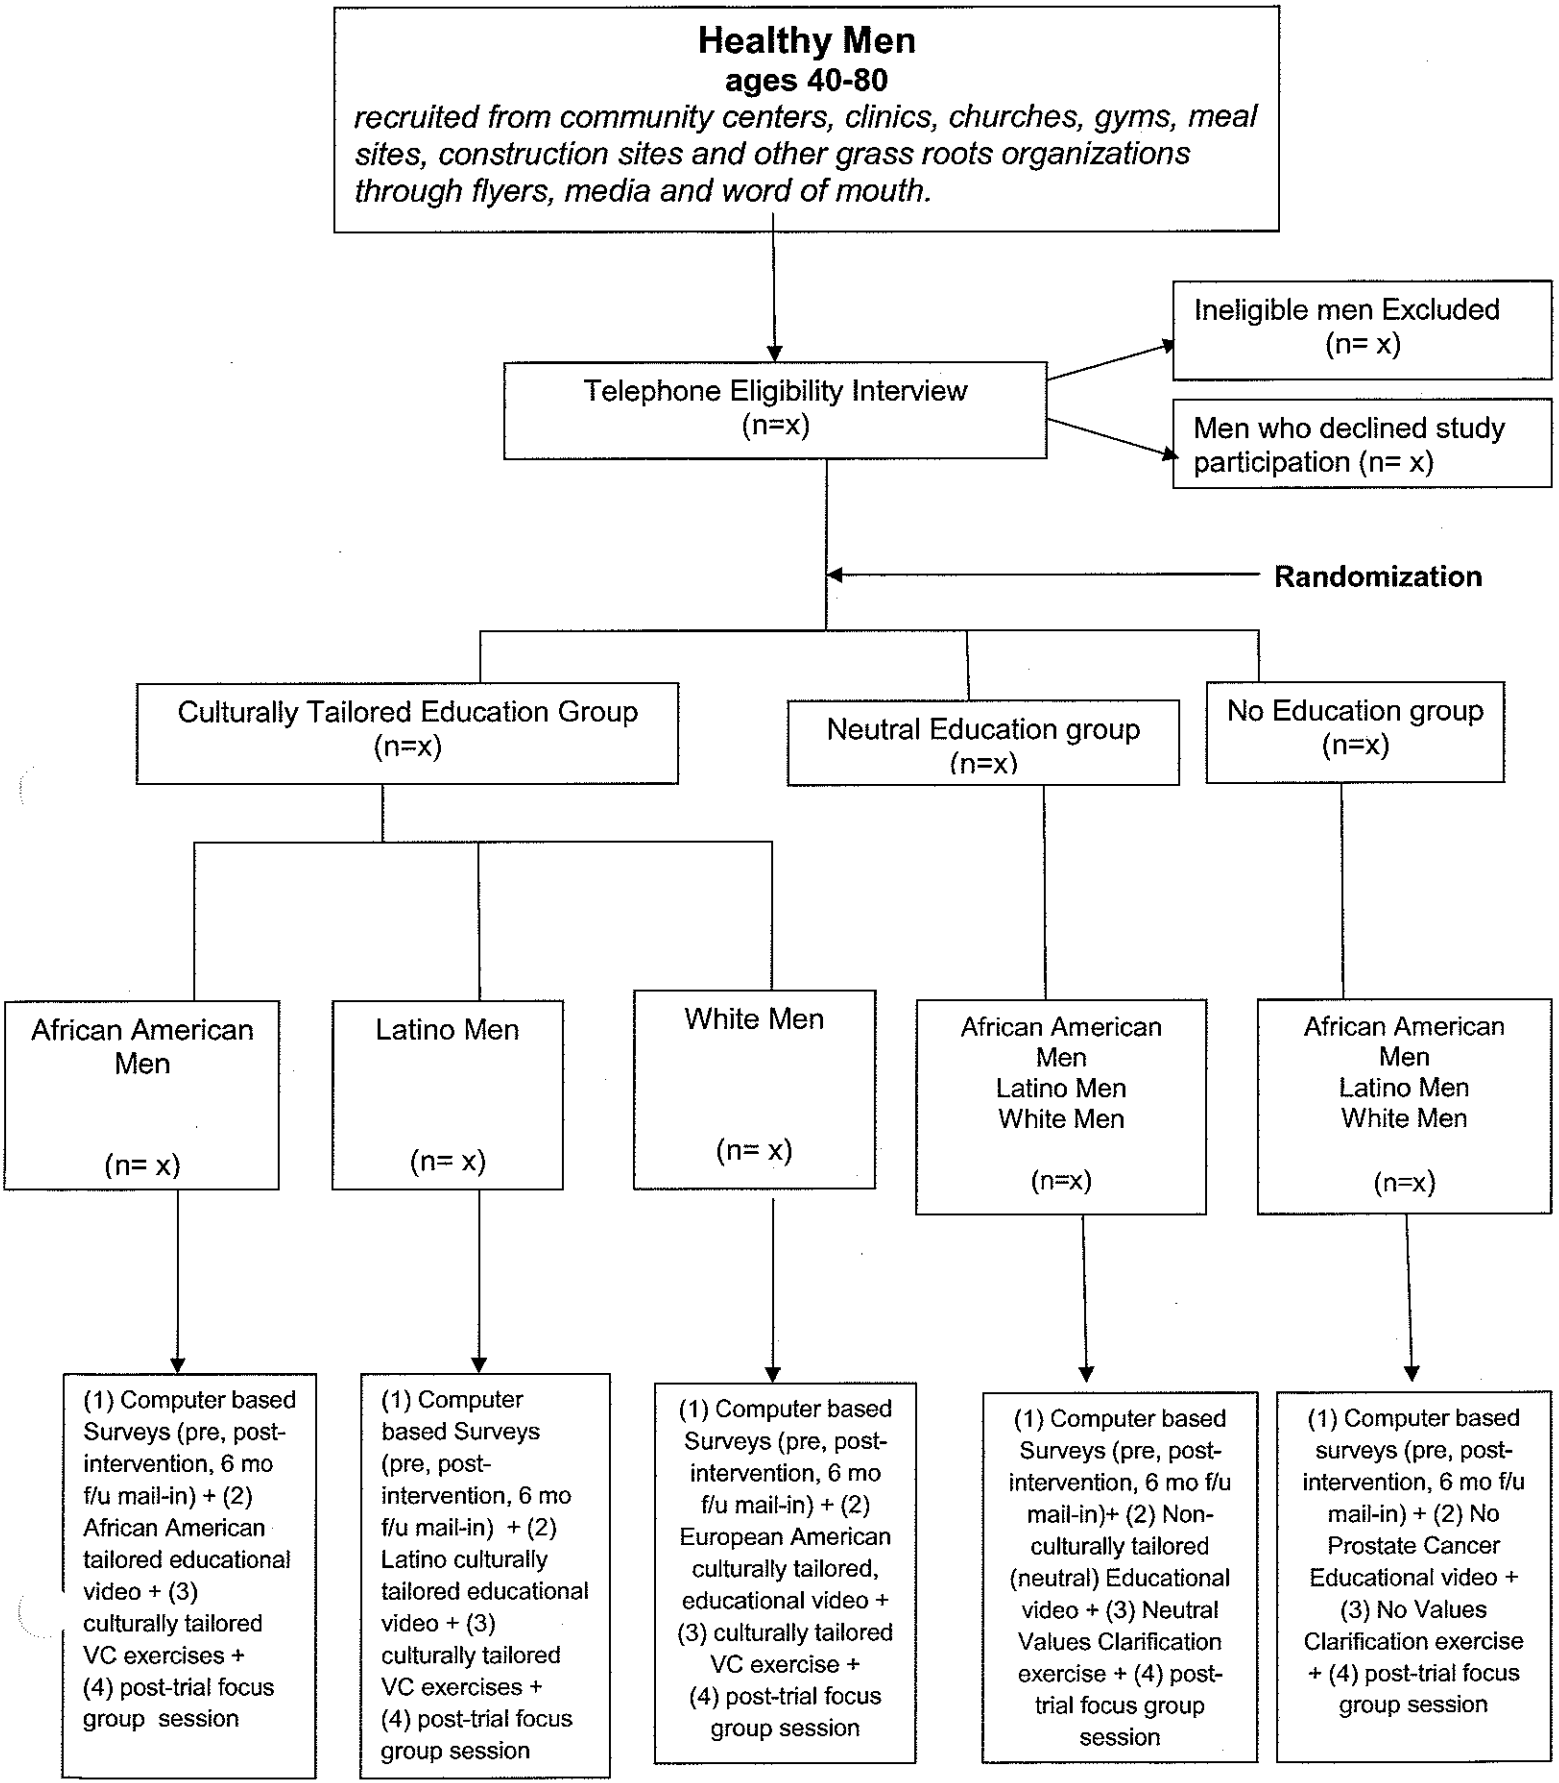 Healthy Men
ages 40-80
recruited from community centers, clinics, churches, gyms, meal
sites, construction sites and other grass roots organizations
through flyers, media and word of mouth.
Ineligible men Excluded
(n= x)
Telephone Eligibility Interview
(n=x)
Men who declined study
participation (n= x)
Randomization
Culturally Tailored Education Group
(n=x)
Neutral Education group
(n=x)
No Education group
(n=x)
African American
Men
(n= x)
Latino Men
(n= x)
White Men
(n= x)
African American
Men
Latino Men
White Men
(n=x)
African American
Men
Latino Men
White Men
(n=x)
(1) Computer based
Surveys (pre, post-
intervention, 6 mo
f/u mail-in) + (2)
African American
tailored educational
video + (3)
culturally tailored
VC exercises +
(4) post-trial focus
group session
(1) Computer
based Surveys
(pre, post-
intervention, 6 mo
f/u mail-in) + (2)
Latino culturally
tailored educational
video + (3)
culturally tailored
VC exercises +
(4) post-trial focus
group session
(1) Computer based
Surveys (pre, post-
intervention, 6 mo
f/u mail-in) + (2)
European American
culturally tailored,
educational video +
(3) culturally tailored
VC exercise +
(4) post-trial focus
group session
(1) Computer based
Surveys (pre, post-
intervention, 6 mo f/u
mail-in)+ (2) Non-
culturally tailored
(neutral) Educational
video + (3) Neutral
Values Clarification
exercise + (4) post-
trial focus group
session
(1) Computer based
surveys (pre, post-
intervention, 6 mo f/u
mail-in) + (2) No
Prostate Cancer
Educational video +
(3) No Values
Clarification exercise
+ (4) post-trial focus
group session